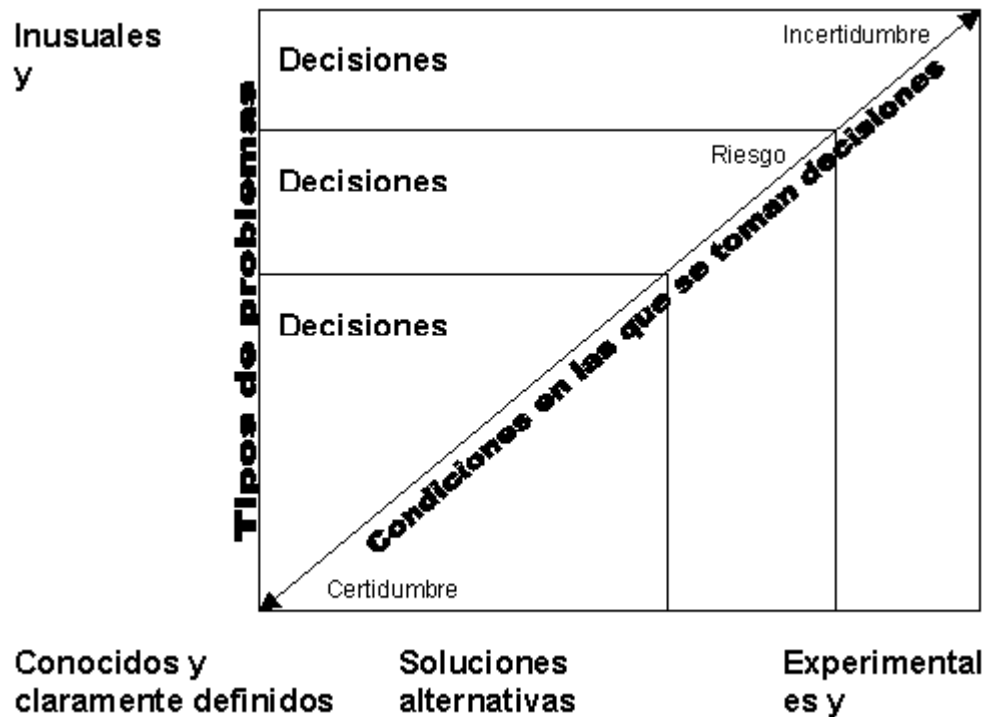 Inusuales
y
Decisiones
Incertidumbre
Tipos de problemas
Decisiones
Riesgo
Condiciones en las que se toman decisiones
Decisiones
Certidumbre
Conocidos y
claramente definidos
Soluciones
alternativas
Experimental
es y